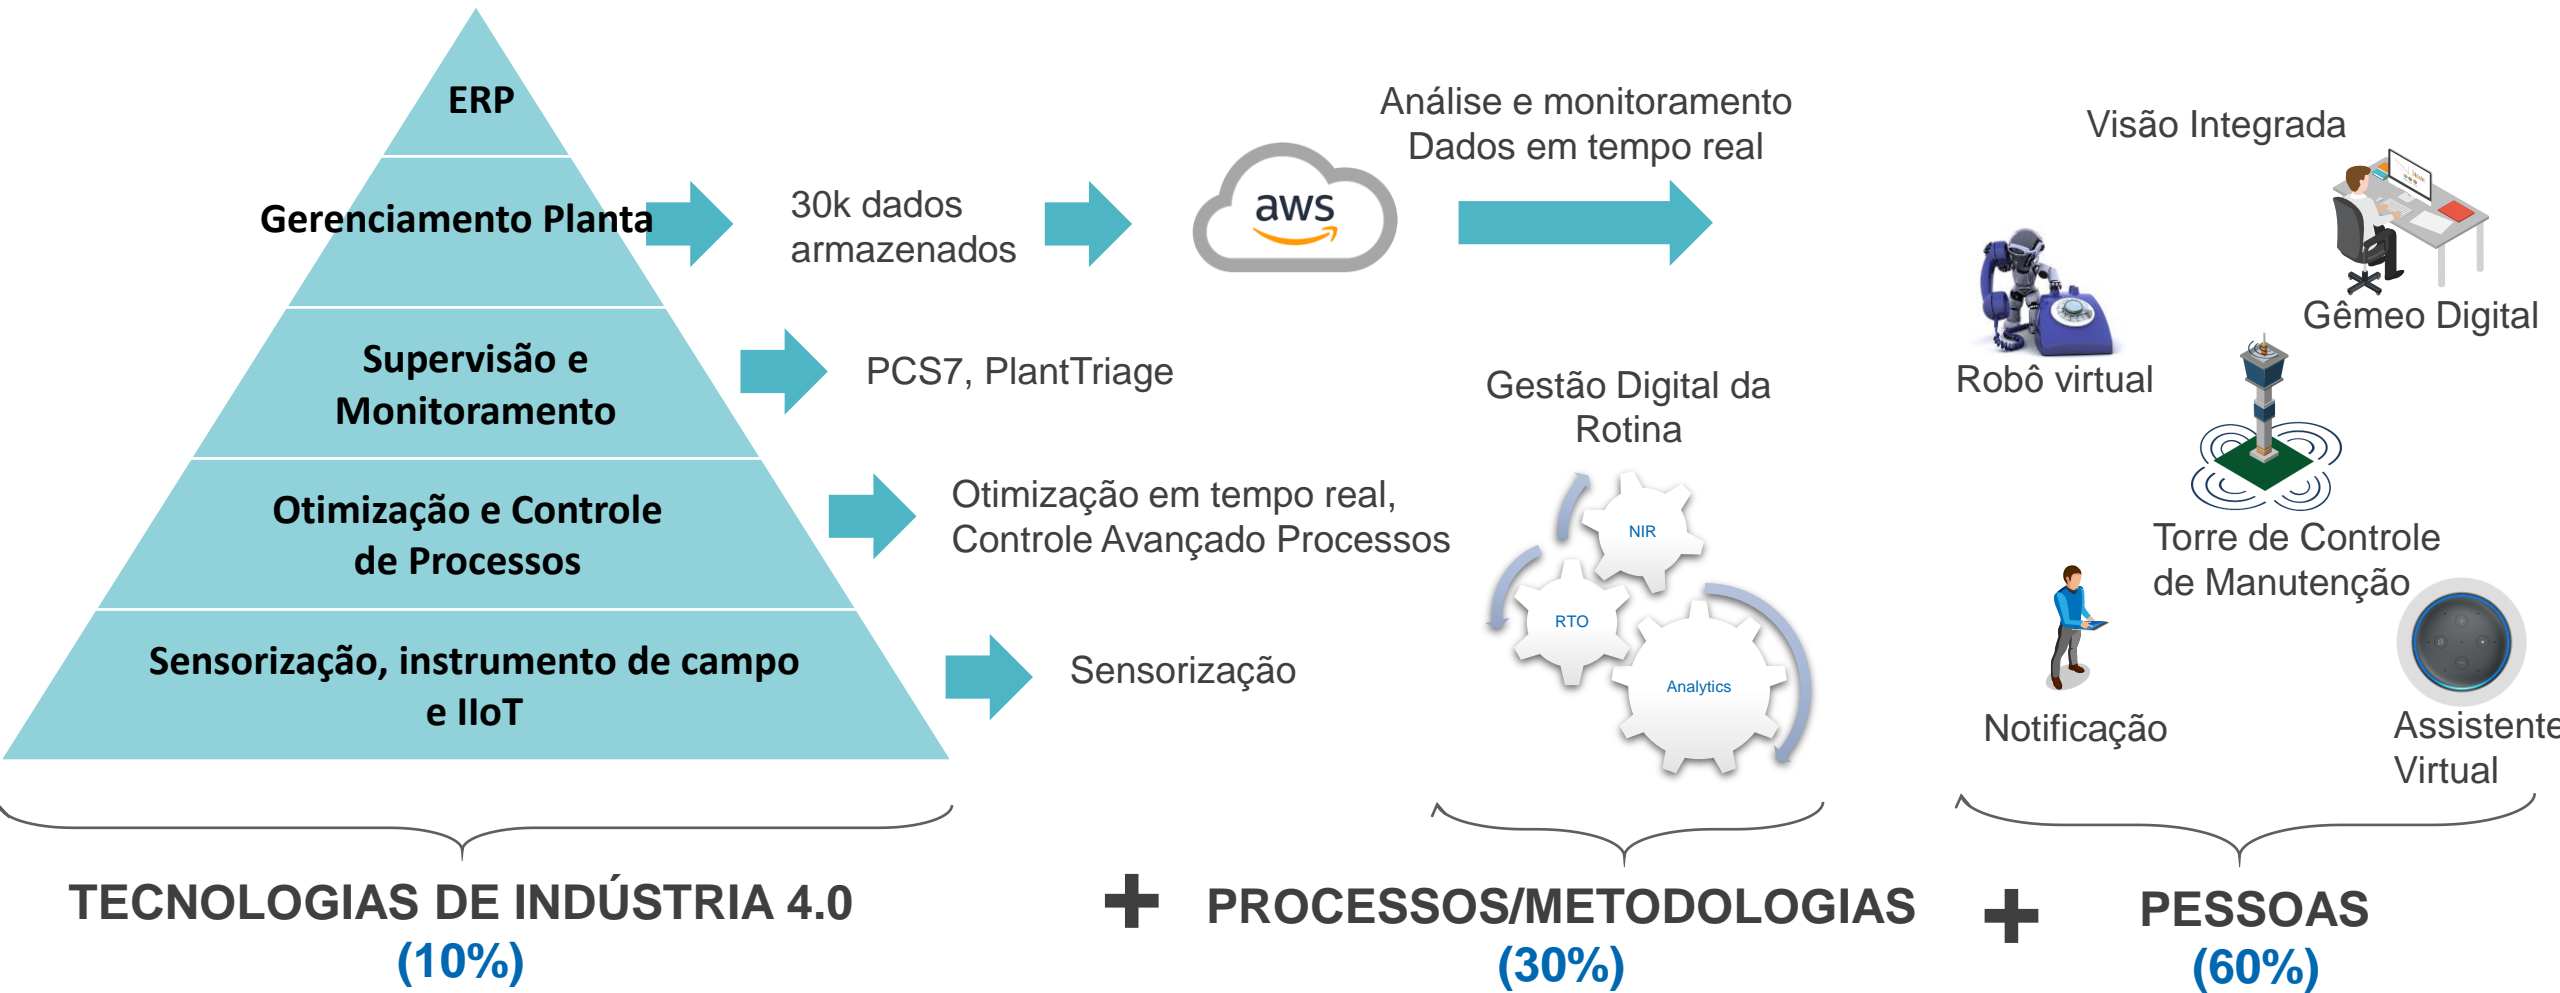 ERP
Gerenciamento Planta
Supervisão e
Monitoramento
Otimização e Controle
de Processos
Sensorização, instrumento de campo
e IIoT
30k dados
armazenados
aws
Análise e monitoramento
Dados em tempo real
PCS7, PlantTriage
Otimização em tempo real,
Controle Avançado Processos
Sensorização
Gestão Digital da
Rotina
NIR
RTO
Analytics
Visão Integrada
Gêmeo Digital
Robô virtual
Torre de Controle
de Manutenção
Notificação
Assistente
Virtual
TECNOLOGIAS DE INDÚSTRIA 4.0
(10%)
+
PROCESSOS/METODOLOGIAS
(30%)
+
PESSOAS
(60%)